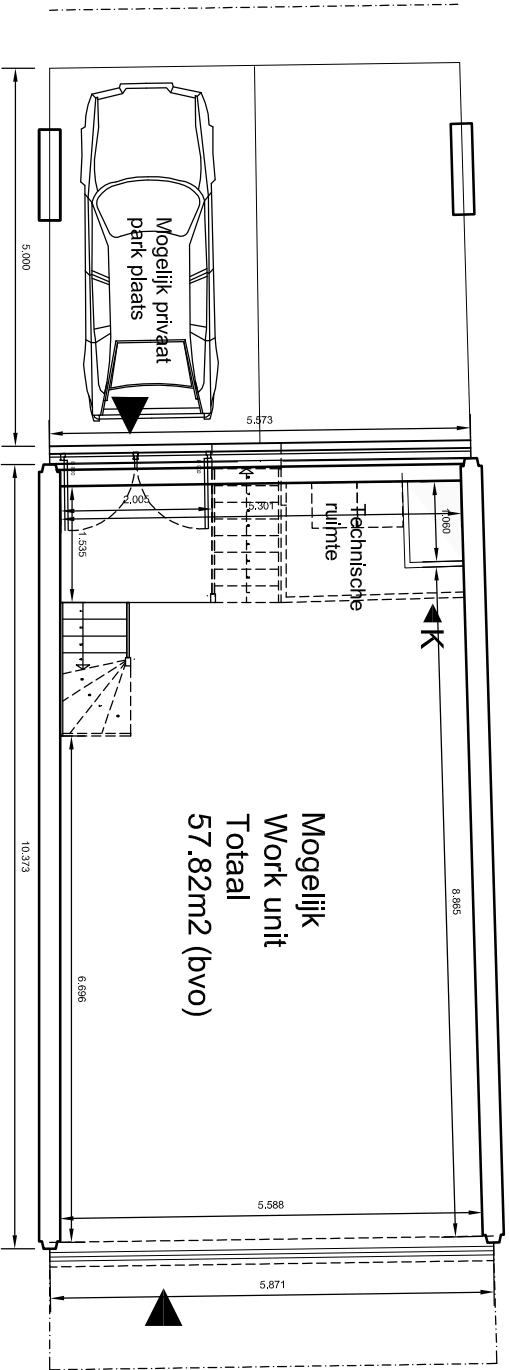 5.000
Mogelijk privaat
park plaats
5.573
2.005
5.301
1.535
Technische
ruimte
1.060
K
Mogelijk
Work unit
Totaal
57.82m2 (bvo)
8.865
10.373
6.696
5.588
5.871